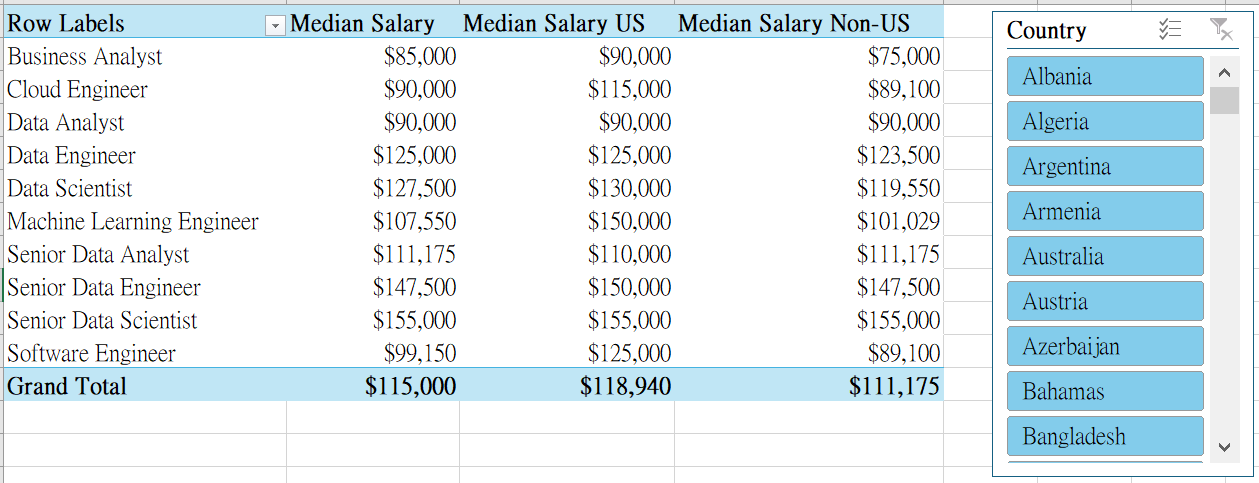 Row Labels Median Salary Median Salary US Median Salary Non-US
Business Analyst $85,000 $90,000 $75,000
Cloud Engineer $90,000 $115,000 $89,100
Data Analyst $90,000 $90,000 $90,000
Data Engineer $125,000 $125,000 $123,500
Data Scientist $127,500 $130,000 $119,550
Machine Learning Engineer $107,550 $150,000 $101,029
Senior Data Analyst $111,175 $110,000 $111,175
Senior Data Engineer $147,500 $150,000 $147,500
Senior Data Scientist $155,000 $155,000 $155,000
Software Engineer $99,150 $125,000 $89,100
Grand Total $115,000 $118,940 $111,175
Country
Albania
Algeria
Argentina
Armenia
Australia
Austria
Azerbaijan
Bahamas
Bangladesh